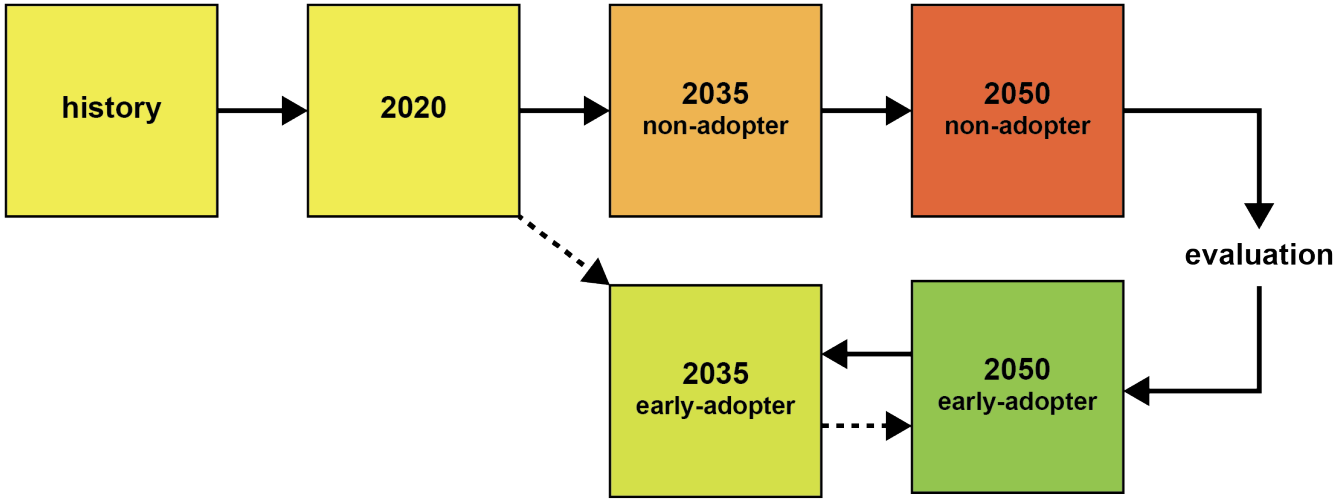 history
2020
2035
non-adopter
2050
non-adopter
evaluation
2035
early-adopter
2050
early-adopter